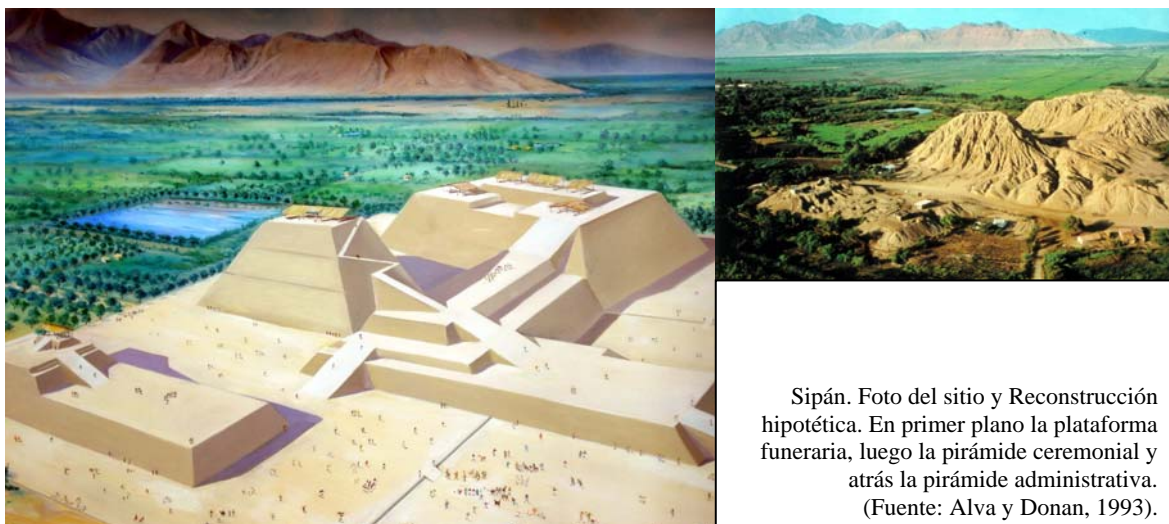 Sipán. Foto del sitio y Reconstrucción
hipotética. En primer plano la plataforma
funeraria, luego la pirámide ceremonial y
atrás la pirámide administrativa.
(Fuente: Alva y Donan, 1993).